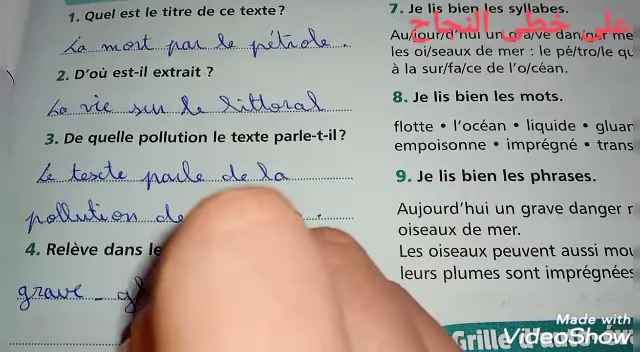 1. Quel est le titre de ce texte?
La mort par le pétrole.
2. D'où est-il extrait ?
La vie sur le littoral
3. De quelle pollution le texte parle-t-il?
Le texte parle de la
pollution de
4. Relève dans le
grave -
7. Je lis bien les syllabes.
على خطى النجاح
Au/jour/d'hui un
les oi/seaux de mer : le pé/tro/le
à la sur/fa/ce de l'o/céan.
8. Je lis bien les mots.
flotte • l'océan • liquide •
empoisonne • imprégné •
9. Je lis bien les phrases.
Aujourd'hui un grave danger
oiseaux de mer.
Les oiseaux peuvent aussi
leurs plumes sont imprégnées
Made with
VideoShow
Grille